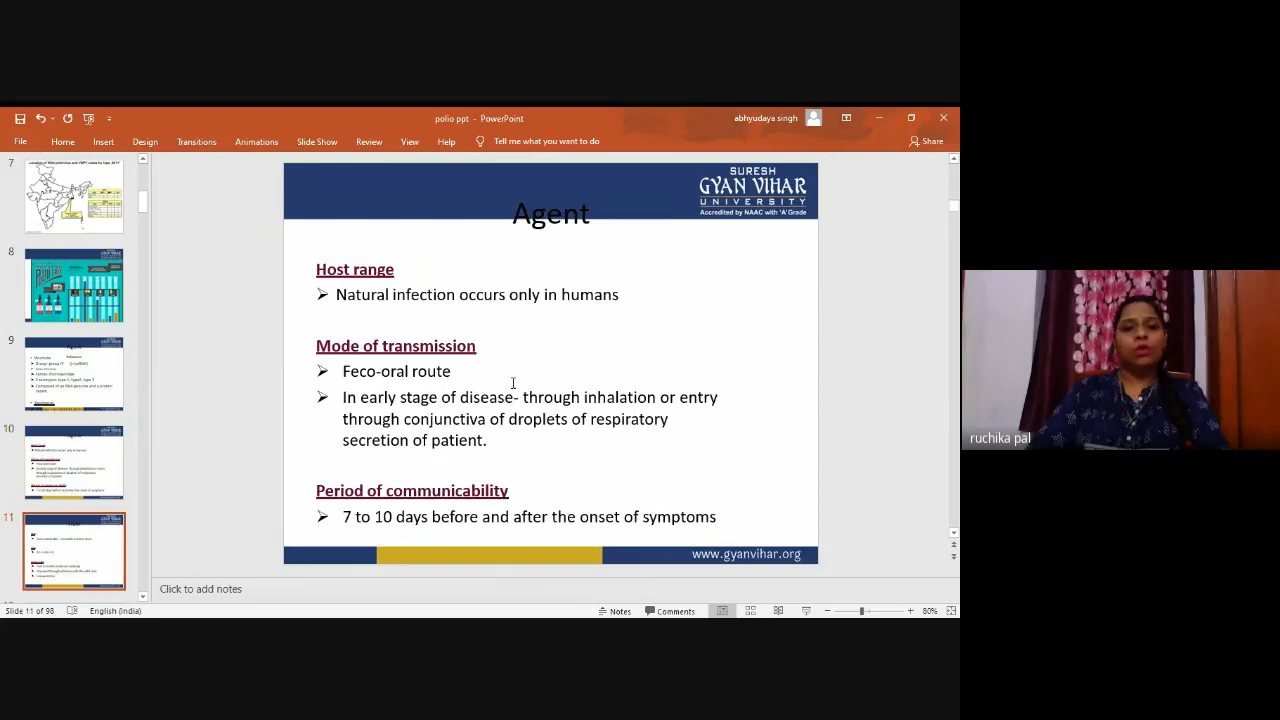 polio ppt - PowerPoint
abhyudaya singh
File Home Insert Design Transitions Animations Slide Show Review View Help Tell me what you want to do
Share
7
8
9
10
11
SURESH
GYAN VIHAR
UNIVERSITY
Accredited by NAAC with 'A' Grade
Agent
Host range
➢ Natural infection occurs only in humans
Mode of transmission
➢ Feco-oral route
➢ In early stage of disease- through inhalation or entry
through conjunctiva of droplets of respiratory
secretion of patient.
Period of communicability
➢ 7 to 10 days before and after the onset of symptoms
www.gyanvihar.org
Click to add notes
Slide 11 of 98 English (India) Notes Comments 80%
ruchika pal